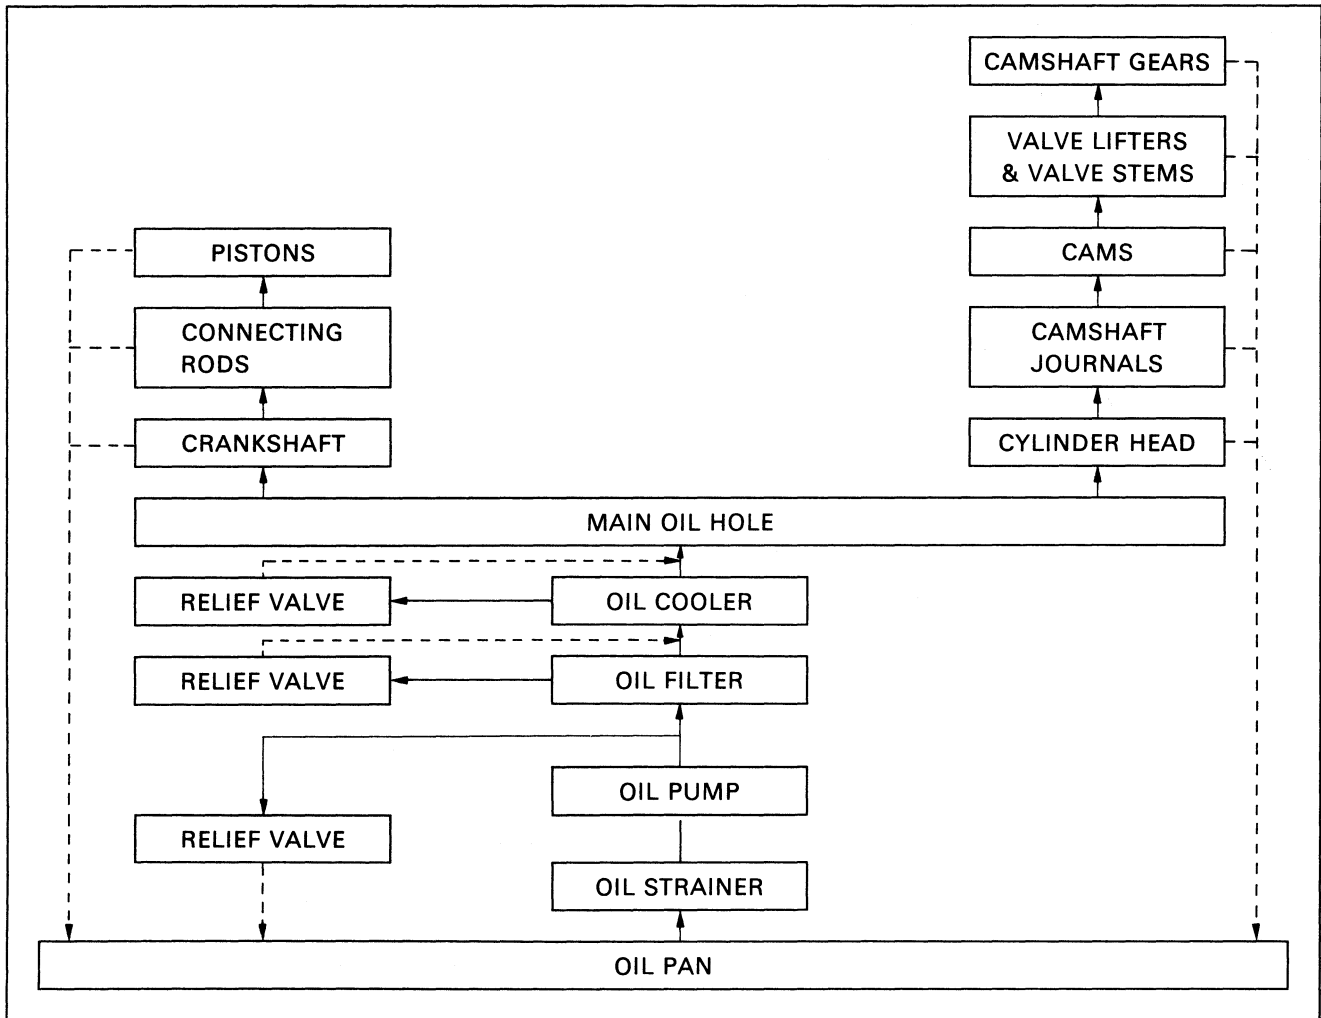 CAMSHAFT GEARS
VALVE LIFTERS
& VALVE STEMS
PISTONS
CAMS
CONNECTING
RODS
CAMSHAFT
JOURNALS
CRANKSHAFT
CYLINDER HEAD
MAIN OIL HOLE
RELIEF VALVE
OIL COOLER
RELIEF VALVE
OIL FILTER
OIL PUMP
RELIEF VALVE
OIL STRAINER
OIL PAN